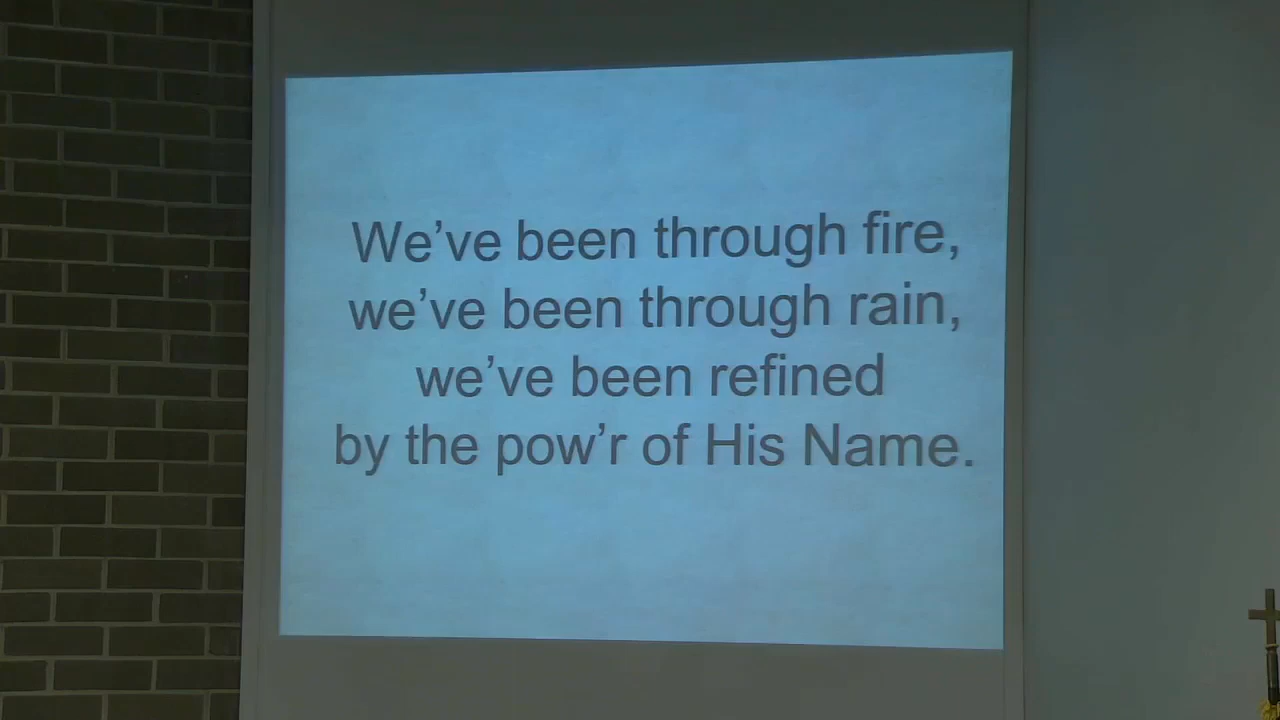 We’ve been through fire,
we’ve been through rain,
we’ve been refined
by the pow’r of His Name.